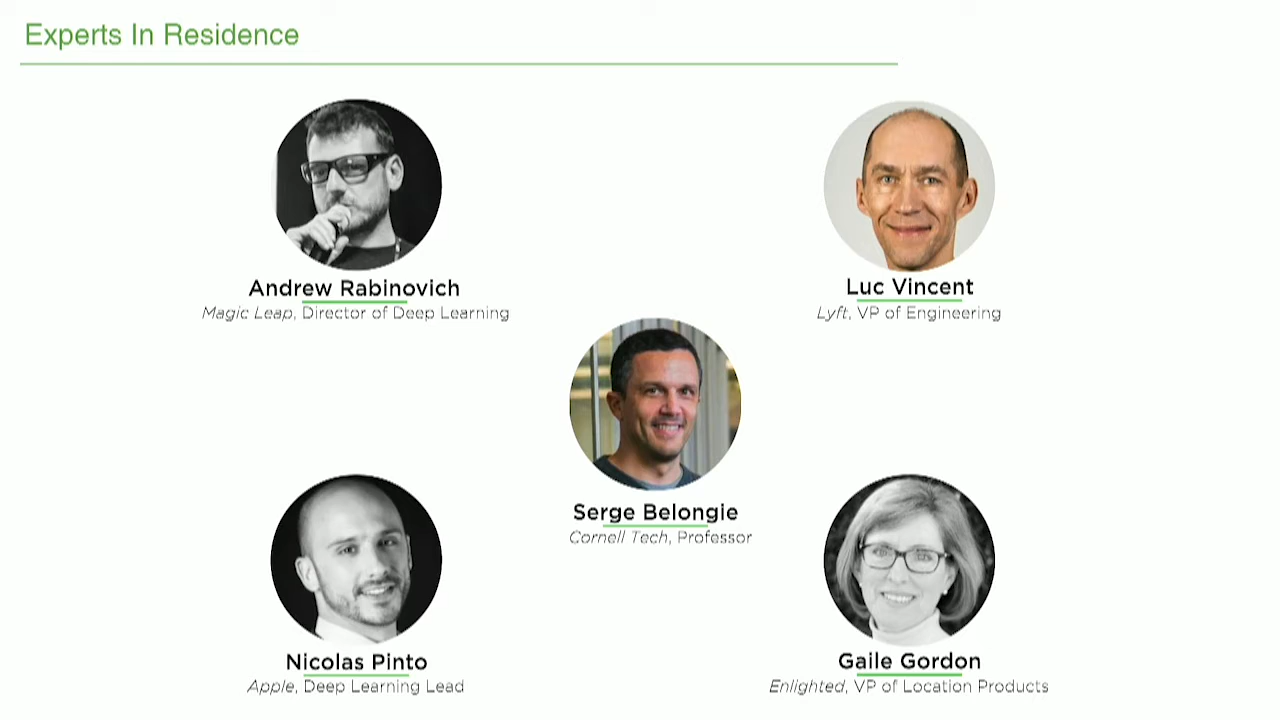 Experts In Residence
Andrew Rabinovich
Magic Leap, Director of Deep Learning
Luc Vincent
Lyft, VP of Engineering
Serge Belongie
Cornell Tech, Professor
Nicolas Pinto
Apple, Deep Learning Lead
Gaile Gordon
Enlighted, VP of Location Products